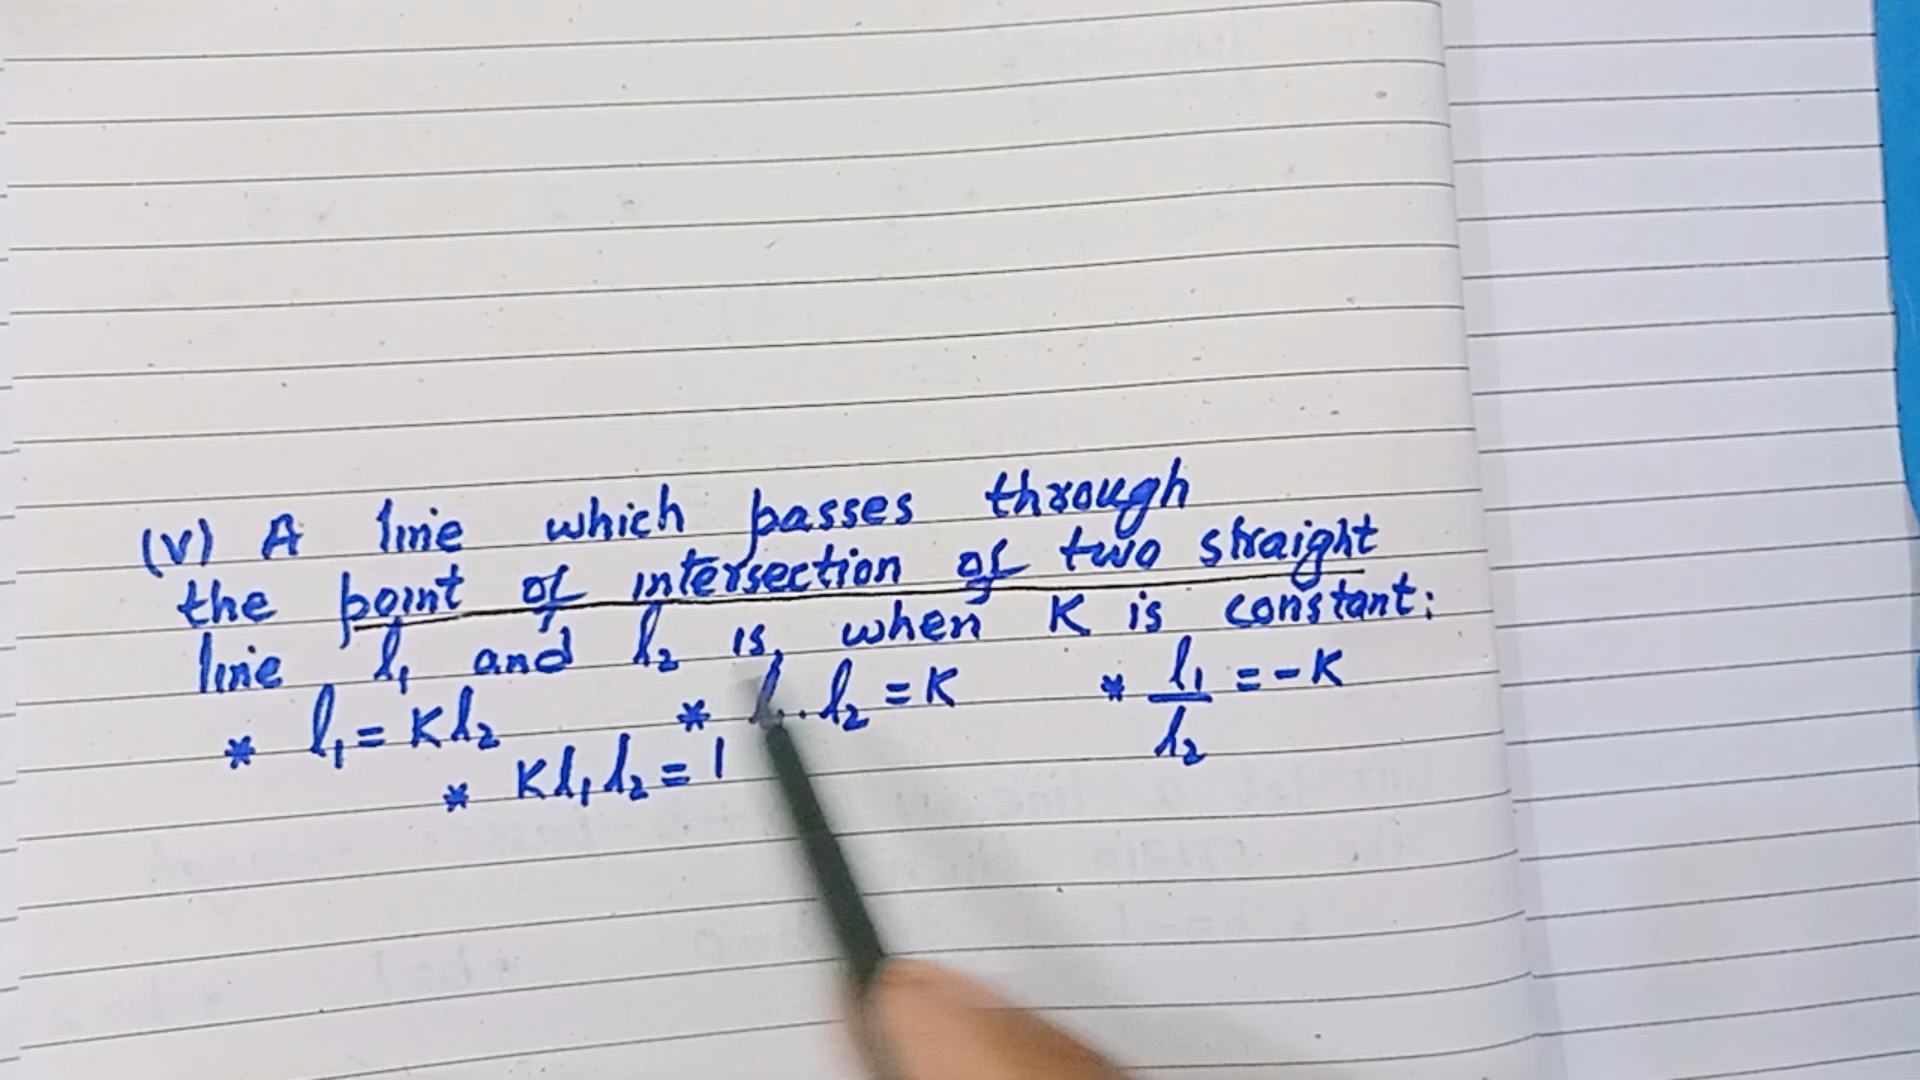 (V) A line which passes through
the point of intersection of two straight
line l₁ and l₂ is, when K is constant:
* l₁ = Kl₂ * l₁.l₂ = K * l₁/l₂ = -K
* Kl₁l₂ = 1